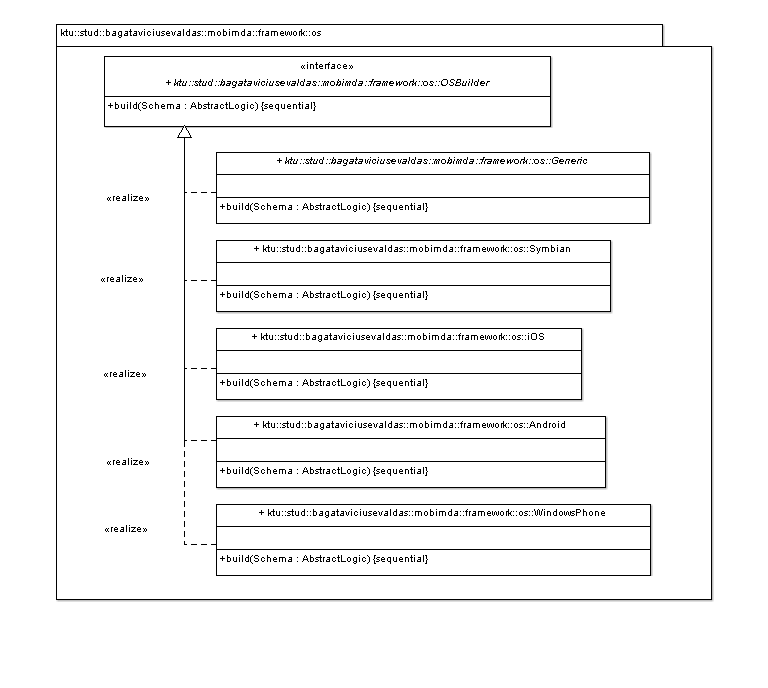 ktu::stud::bagataviciusevaldas::mobimda::framework::os
«interface»
+ ktu::stud::bagataviciusevaldas::mobimda::framework::os::OSBuilder
+build(Schema : AbstractLogic) {sequential}
+ ktu::stud::bagataviciusevaldas::mobimda::framework::os::Generic
«realize»
+build(Schema : AbstractLogic) {sequential}
+ ktu::stud::bagataviciusevaldas::mobimda::framework::os::Symbian
«realize»
+build(Schema : AbstractLogic) {sequential}
+ ktu::stud::bagataviciusevaldas::mobimda::framework::os::iOS
«realize»
+build(Schema : AbstractLogic) {sequential}
+ ktu::stud::bagataviciusevaldas::mobimda::framework::os::Android
«realize»
+build(Schema : AbstractLogic) {sequential}
+ ktu::stud::bagataviciusevaldas::mobimda::framework::os::WindowsPhone
«realize»
+build(Schema : AbstractLogic) {sequential}